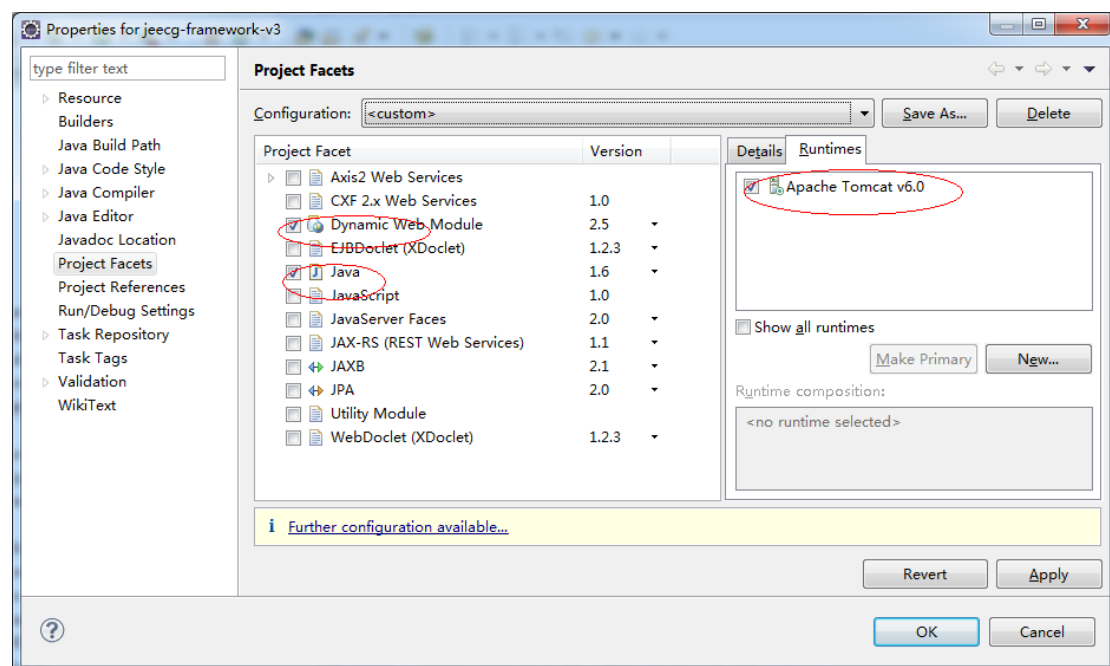 Properties for jeecg-framework-v3
type filter text
Resource
Builders
Java Build Path
Java Code Style
Java Compiler
Java Editor
Javadoc Location
Project Facets
Project References
Run/Debug Settings
Task Repository
Task Tags
Validation
WikiText
Project Facets
Configuration: <custom> Save As... Delete
Project Facet Version
Axis2 Web Services
CXF 2.x Web Services 1.0
Dynamic Web Module 2.5
EJBDoclet (XDoclet) 1.2.3
Java 1.6
JavaScript 1.0
JavaServer Faces 2.0
JAX-RS (REST Web Services) 1.1
JAXB 2.1
JPA 2.0
Utility Module
WebDoclet (XDoclet) 1.2.3
Details Runtimes
Apache Tomcat v6.0
Show all runtimes
Make Primary New...
Runtime composition:
<no runtime selected>
Further configuration available...
Revert Apply
OK Cancel